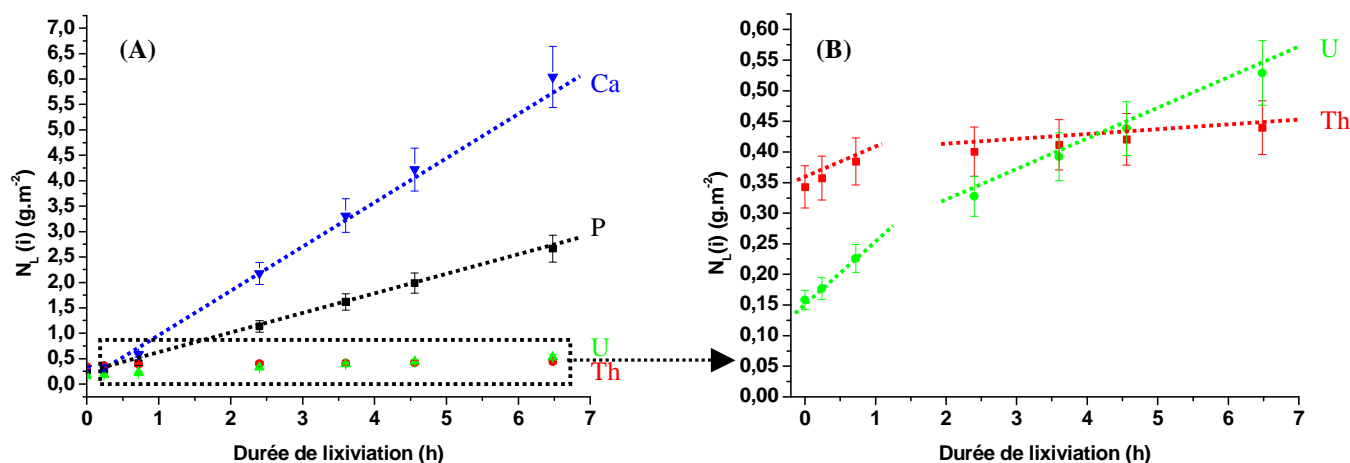 (A)
N_L(i) (g.m⁻²)
7,0
6,5
6,0
5,5
5,0
4,5
4,0
3,5
3,0
2,5
2,0
1,5
1,0
0,5
0,0
Ca
P
U
Th
0 1 2 3 4 5 6 7
Durée de lixiviation (h)
(B)
N_L(i) (g.m⁻²)
0,60
0,55
0,50
0,45
0,40
0,35
0,30
0,25
0,20
0,15
0,10
0,05
0,00
U
Th
0 1 2 3 4 5 6 7
Durée de lixiviation (h)